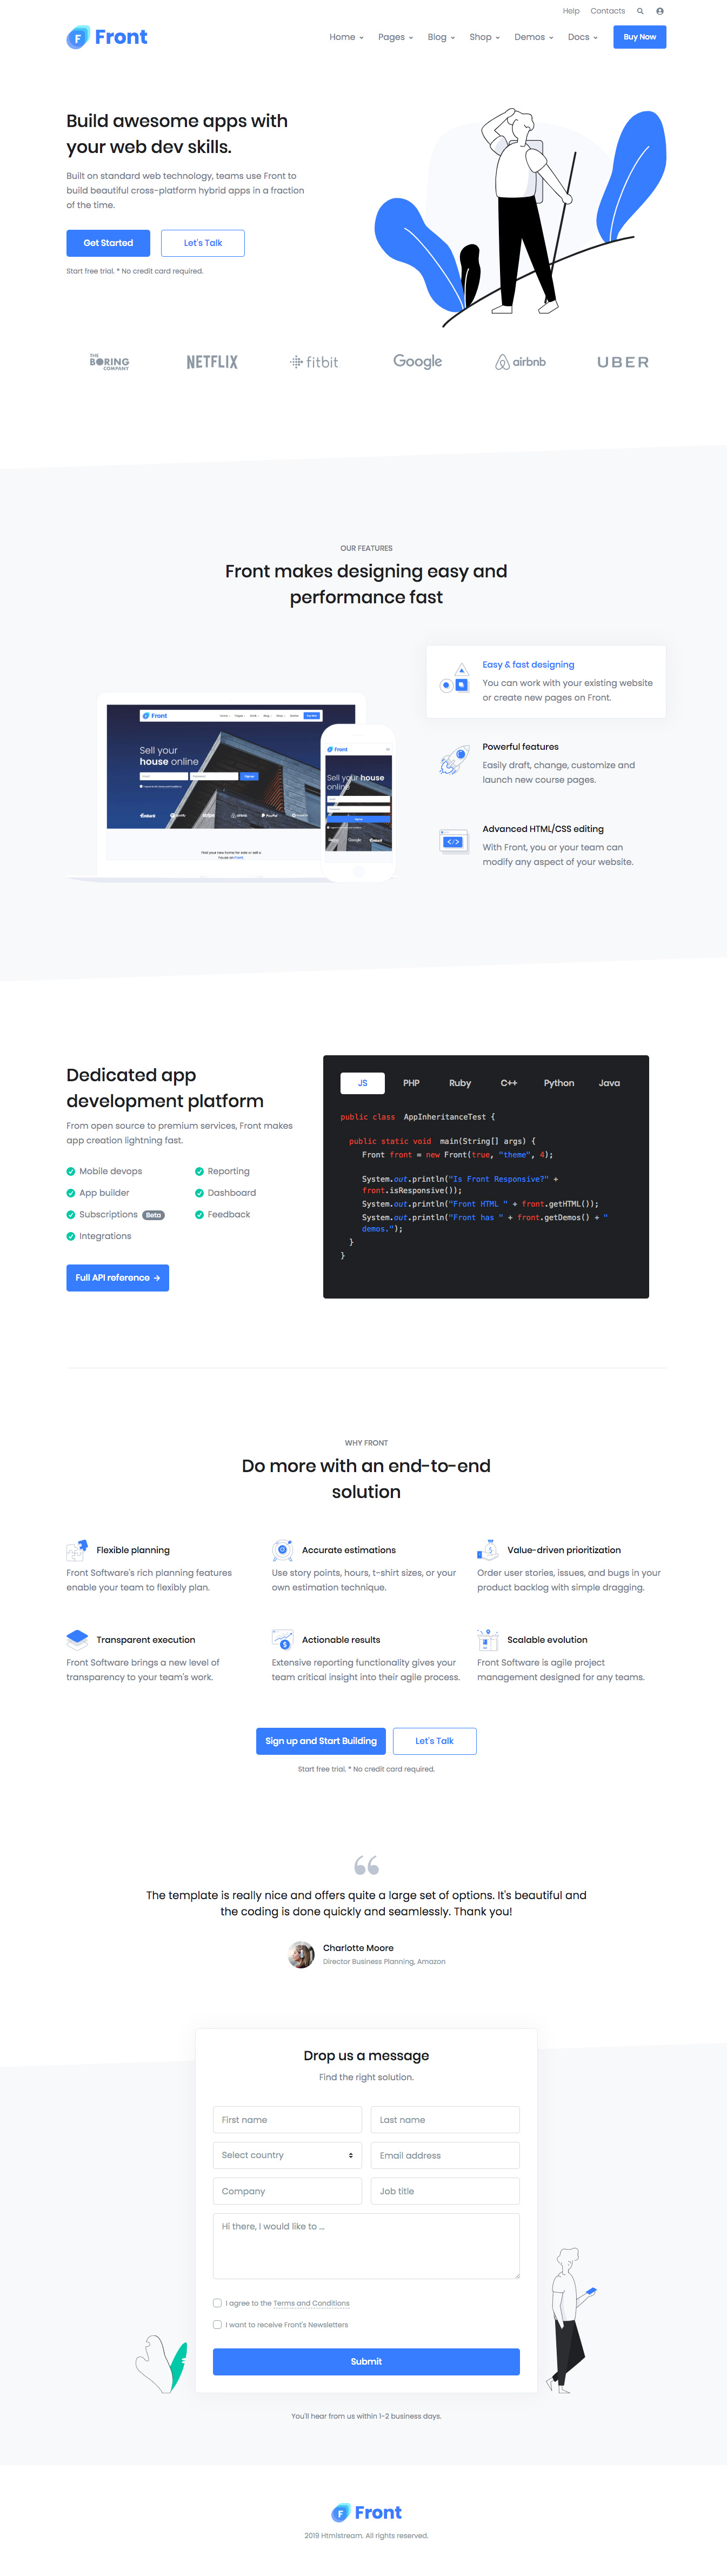 Help Contacts
Front
Home Pages Blog Shop Demos Docs Buy Now
Build awesome apps with
your web dev skills.
Built on standard web technology, teams use Front to
build beautiful cross-platform hybrid apps in a fraction
of the time.
Get Started Let's Talk
Start free trial. * No credit card required.
THE BORING COMPANY NETFLIX fitbit Google airbnb UBER
OUR FEATURES
Front makes designing easy and
performance fast
Front
Sell your
house online
Front
Sell your house
online
Easy & fast designing
You can work with your existing website
or create new pages on Front.
Powerful features
Easily draft, change, customize and
launch new course pages.
Advanced HTML/CSS editing
With Front, you or your team can
modify any aspect of your website.
Dedicated app
development platform
From open source to premium services, Front makes
app creation lightning fast.
Mobile devops Reporting
App builder Dashboard
Subscriptions Beta Feedback
Integrations
Full API reference
JS PHP Ruby C++ Python Java
public class AppInheritanceTest {
public static void main(String[] args) {
Front front = new Front(true, "theme", 4);
System.out.println("Is Front Responsive?" +
front.isResponsive());
System.out.println("Front HTML " + front.getHTML());
System.out.println("Front has " + front.getDemos() + "
demos.");
}
}
WHY FRONT
Do more with an end-to-end
solution
Flexible planning
Front Software's rich planning features
enable your team to flexibly plan.
Accurate estimations
Use story points, hours, t-shirt sizes, or your
own estimation technique.
Value-driven prioritization
Order user stories, issues, and bugs in your
product backlog with simple dragging.
Transparent execution
Front Software brings a new level of
transparency to your team's work.
Actionable results
Extensive reporting functionality gives your
team critical insight into their agile process.
Scalable evolution
Front Software is agile project
management designed for any teams.
Sign up and Start Building Let's Talk
Start free trial. * No credit card required.
The template is really nice and offers quite a large set of options. It's beautiful and
the coding is done quickly and seamlessly. Thank you!
Charlotte Moore
Director Business Planning, Amazon
Drop us a message
Find the right solution.
First name Last name
Select country Email address
Company Job title
Hi there, I would like to ...
I agree to the Terms and Conditions
I want to receive Front's Newsletters
Submit
You'll hear from us within 1-2 business days.
Front
2019 Htmlstream. All rights reserved.